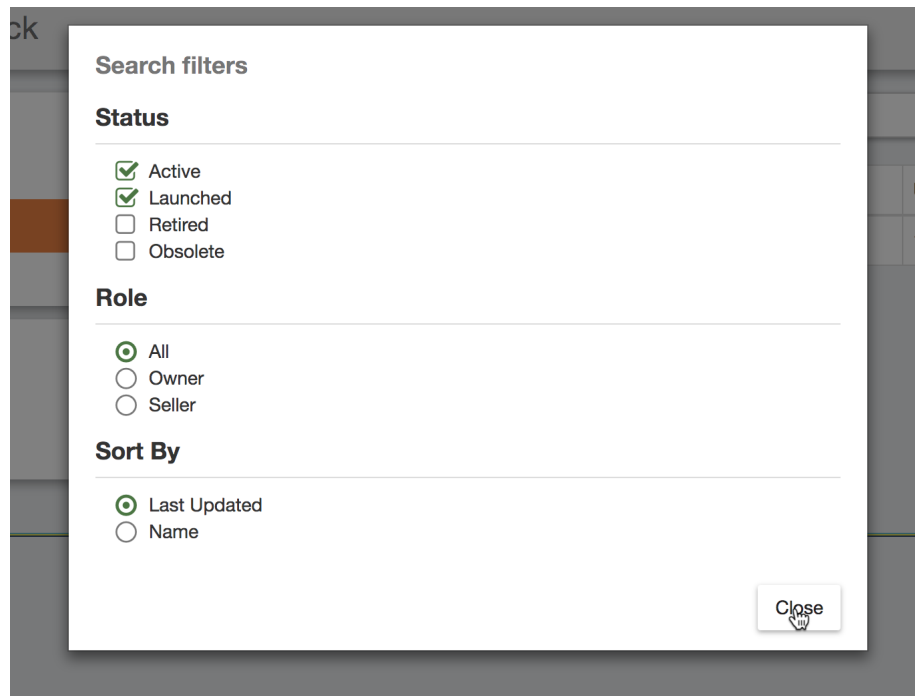 ck
Search filters
Status
Active
Launched
Retired
Obsolete
Role
All
Owner
Seller
Sort By
Last Updated
Name
Close